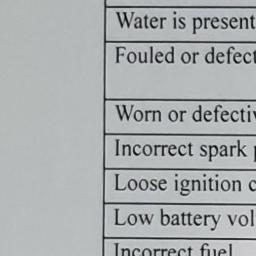 Water is present
Fouled or defect
Worn or defectiv
Incorrect spark
Loose ignition c
Low battery vol
Incorrect fuel